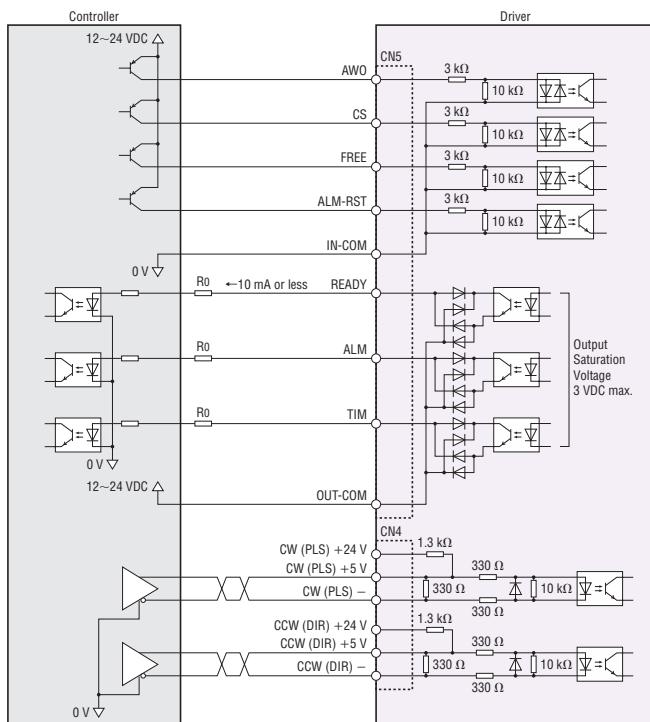 Controller
Driver
12~24 VDC
CN5
AWO
3 kΩ
10 kΩ
CS
3 kΩ
10 kΩ
FREE
3 kΩ
10 kΩ
ALM-RST
3 kΩ
10 kΩ
IN-COM
0 V
R0
←10 mA or less
READY
R0
ALM
Output
Saturation
Voltage
3 VDC max.
R0
TIM
0 V
12~24 VDC
OUT-COM
CN4
CW (PLS) +24 V
1.3 kΩ
CW (PLS) +5 V
330 Ω
CW (PLS) −
330 Ω
10 kΩ
330 Ω
CCW (DIR) +24 V
1.3 kΩ
CCW (DIR) +5 V
330 Ω
CCW (DIR) −
330 Ω
10 kΩ
330 Ω
0 V